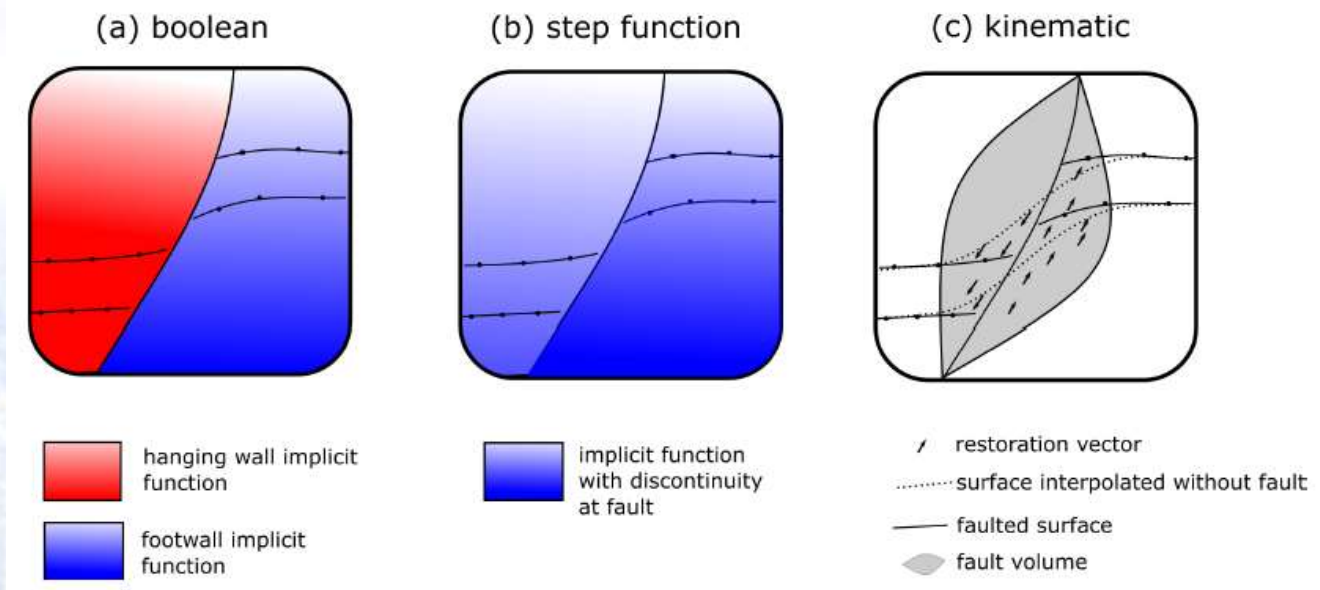 (a) boolean
(b) step function
(c) kinematic
hanging wall implicit
function
footwall implicit
function
implicit function
with discontinuity
at fault
restoration vector
surface interpolated without fault
faulted surface
fault volume